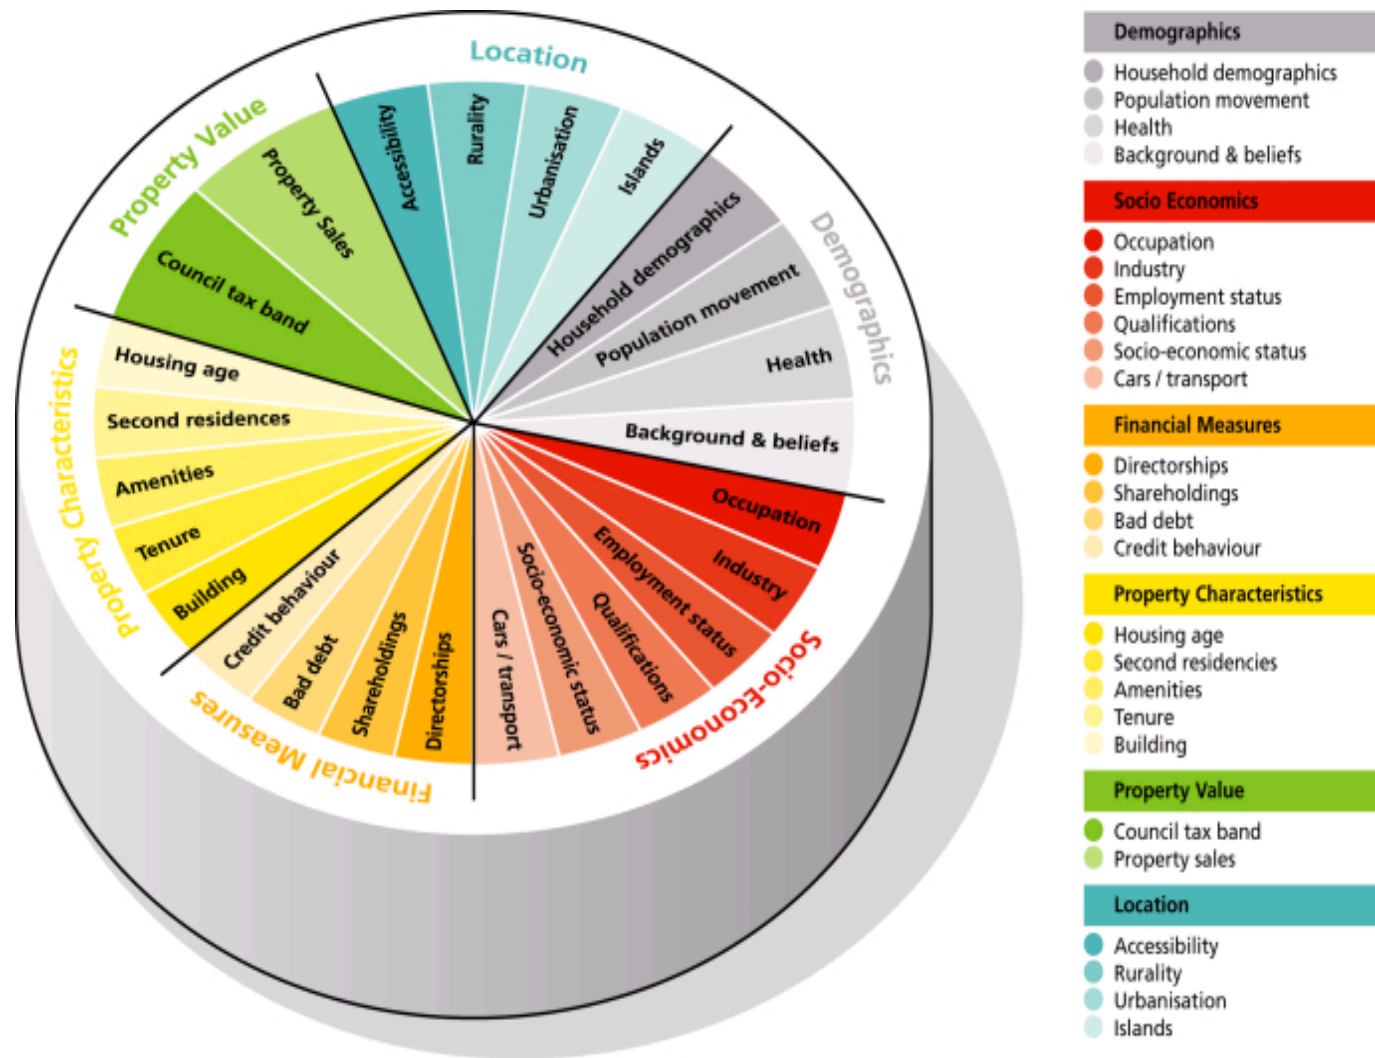 Location
Property Value
Demographics
Property Characteristics
Financial Measures
Socio-Economics
Accessibility
Rurality
Urbanisation
Islands
Household demographics
Population movement
Health
Background & beliefs
Occupation
Industry
Employment status
Qualifications
Socio-economic status
Cars / transport
Directorships
Shareholdings
Bad debt
Credit behaviour
Building
Tenure
Amenities
Second residences
Housing age
Council tax band
Property Sales
Demographics
Household demographics
Population movement
Health
Background & beliefs
Socio Economics
Occupation
Industry
Employment status
Qualifications
Socio-economic status
Cars / transport
Financial Measures
Directorships
Shareholdings
Bad debt
Credit behaviour
Property Characteristics
Housing age
Second residencies
Amenities
Tenure
Building
Property Value
Council tax band
Property sales
Location
Accessibility
Rurality
Urbanisation
Islands